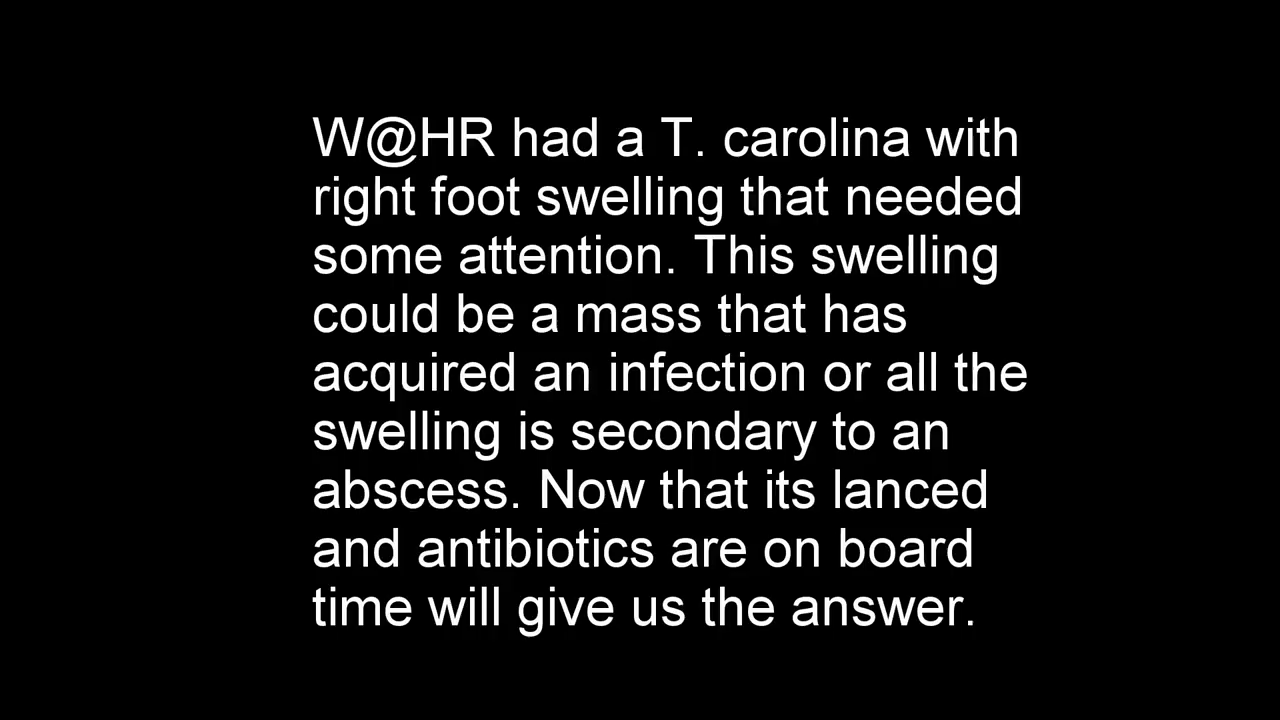 W@HR had a T. carolina with
right foot swelling that needed
some attention. This swelling
could be a mass that has
acquired an infection or all the
swelling is secondary to an
abscess. Now that its lanced
and antibiotics are on board
time will give us the answer.